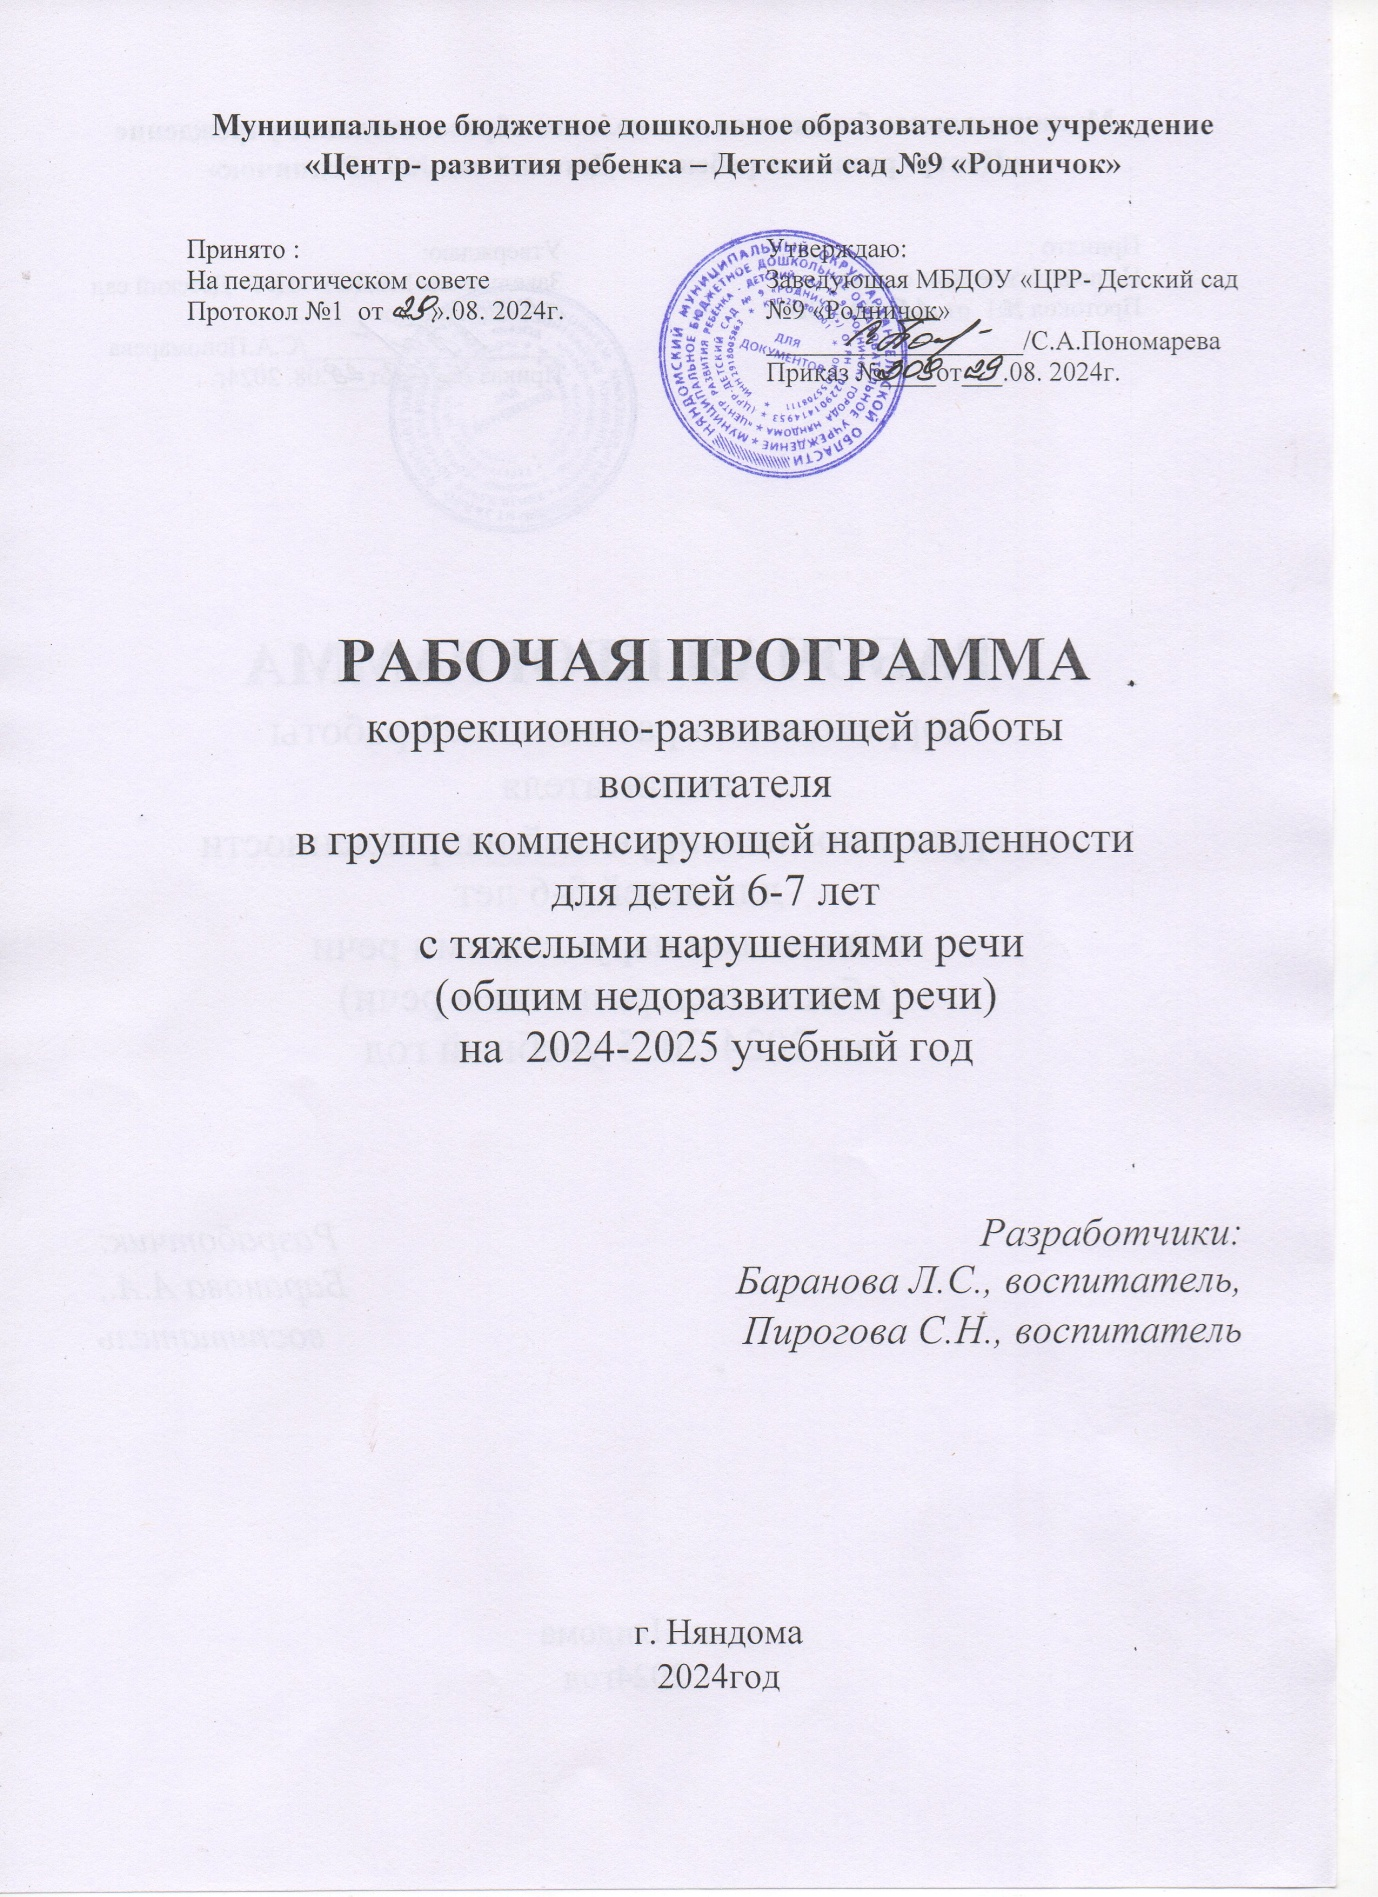 Муниципальное бюджетное дошкольное образовательное учреждение
«Центр- развития ребенка – Детский сад №9 «Родничок»
Принято :
На педагогическом совете
Протокол №1 от «29».08. 2024г.
Утверждаю:
Заведующая МБДОУ «ЦРР- Детский сад
№9 «Родничок»
/С.А.Пономарева
Приказ №309от 29.08. 2024г.
ДЛЯ
ДОКУМЕНТОВ
РАБОЧАЯ ПРОГРАММА
коррекционно-развивающей работы
воспитателя
в группе компенсирующей направленности
для детей 6-7 лет
с тяжелыми нарушениями речи
(общим недоразвитием речи)
на 2024-2025 учебный год
Разработчики:
Баранова Л.С., воспитатель,
Пирогова С.Н., воспитатель
г. Няндома
2024год